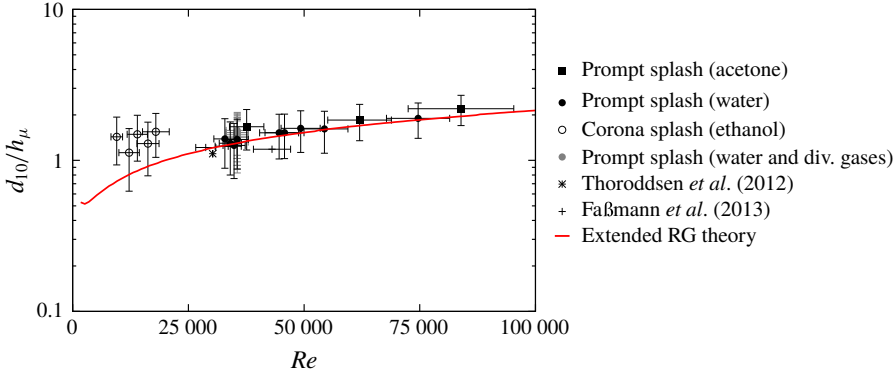 10
1
0.1
d10/hμ
0
25 000
50 000
75 000
100 000
Re
Prompt splash (acetone)
Prompt splash (water)
Corona splash (ethanol)
Prompt splash (water and div. gases)
Thoroddsen et al. (2012)
Faßmann et al. (2013)
Extended RG theory